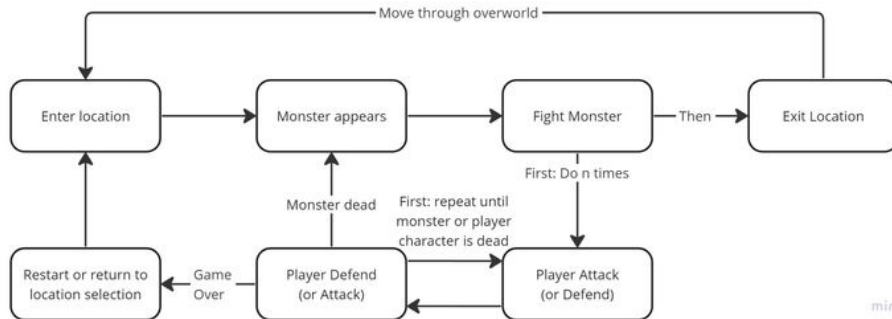 Move through overworld
Enter location
Monster appears
Fight Monster
Then
Exit Location
First: Do n times
Monster dead
First: repeat until
monster or player
character is dead
Restart or return to
location selection
Game
Over
Player Defend
(or Attack)
Player Attack
(or Defend)